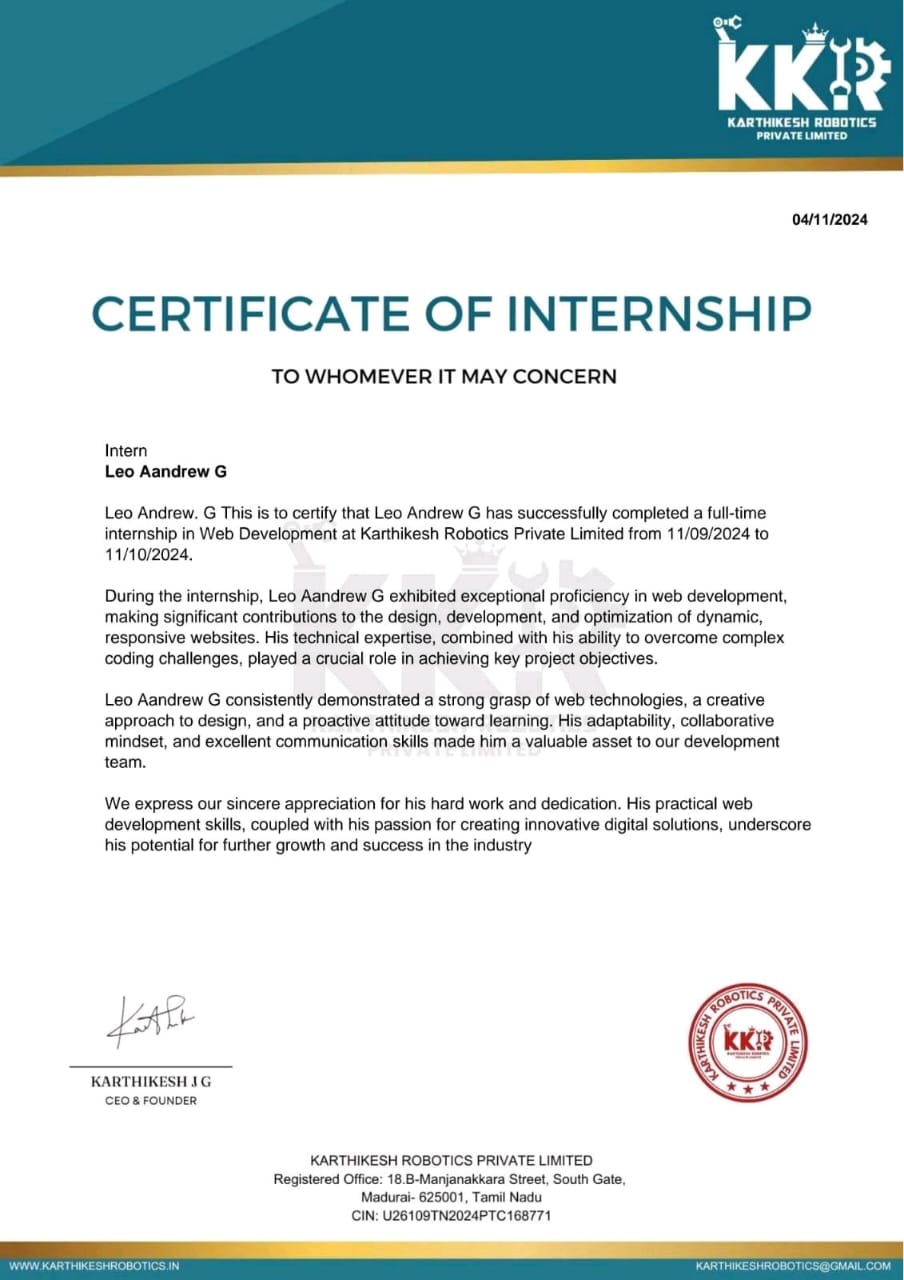 KKR
KARTHIKESH ROBOTICS
PRIVATE LIMITED
04/11/2024
CERTIFICATE OF INTERNSHIP
TO WHOMEVER IT MAY CONCERN
Intern
Leo Aandrew G
Leo Andrew. G This is to certify that Leo Andrew G has successfully completed a full-time
internship in Web Development at Karthikesh Robotics Private Limited from 11/09/2024 to
11/10/2024.
During the internship, Leo Aandrew G exhibited exceptional proficiency in web development,
making significant contributions to the design, development, and optimization of dynamic,
responsive websites. His technical expertise, combined with his ability to overcome complex
coding challenges, played a crucial role in achieving key project objectives.
Leo Aandrew G consistently demonstrated a strong grasp of web technologies, a creative
approach to design, and a proactive attitude toward learning. His adaptability, collaborative
mindset, and excellent communication skills made him a valuable asset to our development
team.
We express our sincere appreciation for his hard work and dedication. His practical web
development skills, coupled with his passion for creating innovative digital solutions, underscore
his potential for further growth and success in the industry
KKR
KARTHIKESH ROBOTICS
PRIVATE LIMITED
Karthik
KARTHIKESH J G
CEO & FOUNDER
KARTHIKESH ROBOTICS PRIVATE LIMITED
KKR
KARTHIKESH ROBOTICS
PRIVATE LIMITED
KARTHIKESH ROBOTICS PRIVATE LIMITED
Registered Office: 18.B-Manjanakkara Street, South Gate,
Madurai- 625001, Tamil Nadu
CIN: U26109TN2024PTC168771
WWW.KARTHIKESHROBOTICS.IN
KARTHIKESHROBOTICS@GMAIL.COM